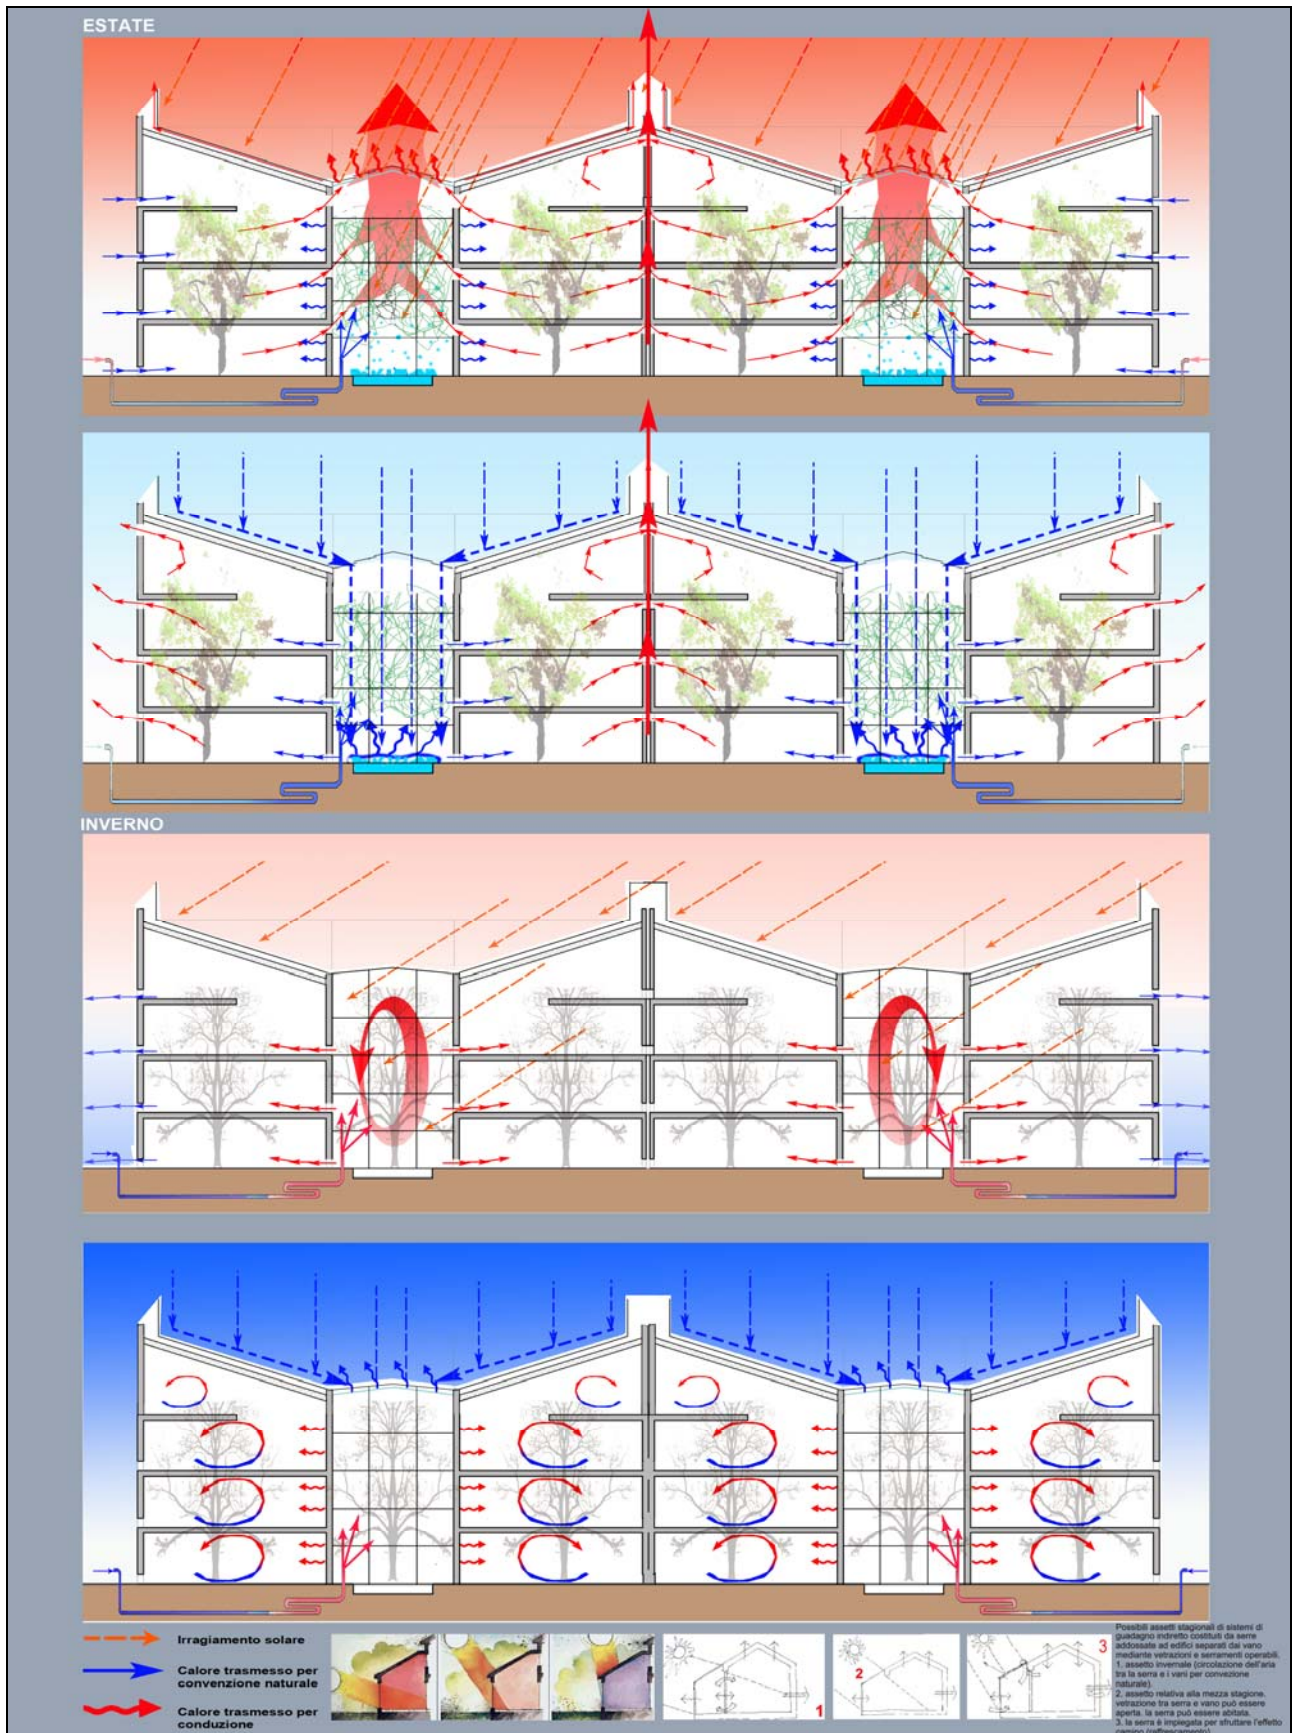 ESTATE
INVERNO
Irragiamento solare
Calore trasmesso per
convenzione naturale
Calore trasmesso per
conduzione
1
2
3
Possibili assetti stagionali di sistemi di
guadagno indiretto costituiti da serre
addossate ad edifici separati dai vano
mediante vetrazioni e serramenti operabili.
1. assetto invernale (circolazione dell'aria
tra la serra e i vani per convezione
naturale).
2. assetto relativa alla mezza stagione.
vetrazione tra serra e vano può essere
aperta. la serra può essere abitata.
3. la serra è impiegata per sfruttare l'effetto
camino (raffrescamento)